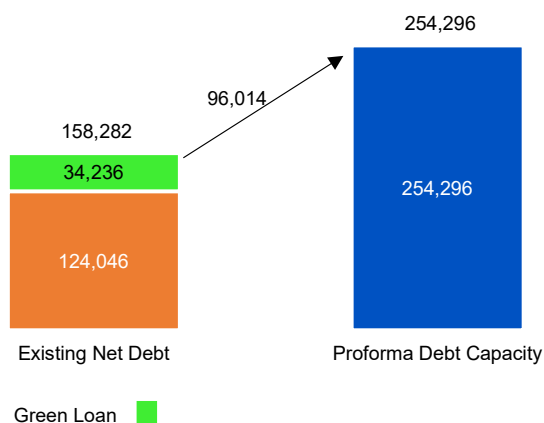 254,296
96,014
158,282
34,236
254,296
124,046
Existing Net Debt
Proforma Debt Capacity
Green Loan